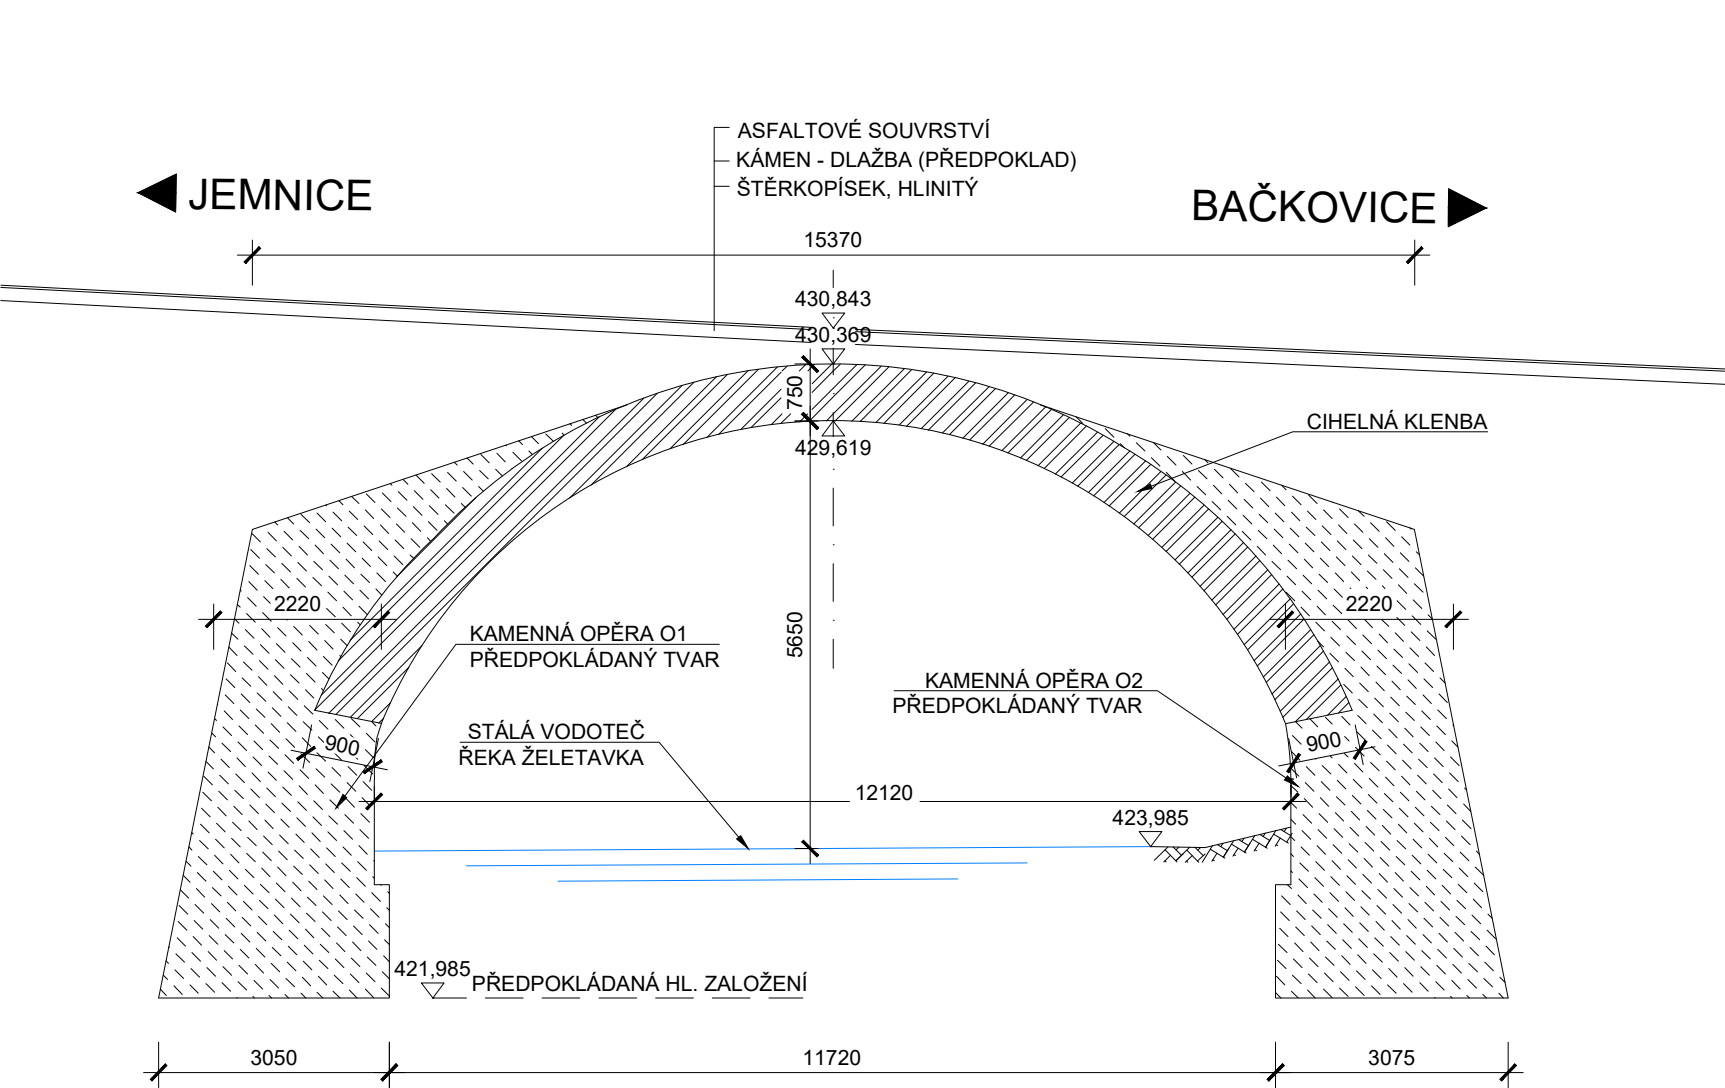 ASFALTOVÉ SOUVRSTVÍ
KÁMEN - DLAŽBA (PŘEDPOKLAD)
ŠTĚRKOPÍSEK, HLINITÝ
JEMNICE
BAČKOVICE
15370
430,843
430,369
750
429,619
CIHELNÁ KLENBA
2220
2220
KAMENNÁ OPĚRA O1
PŘEDPOKLÁDANÝ TVAR
5650
KAMENNÁ OPĚRA O2
PŘEDPOKLÁDANÝ TVAR
STÁLÁ VODOTEČ
ŘEKA ŽELETAVKA
900
900
12120
423,985
421,985
PŘEDPOKLÁDANÁ HL. ZALOŽENÍ
3050
11720
3075